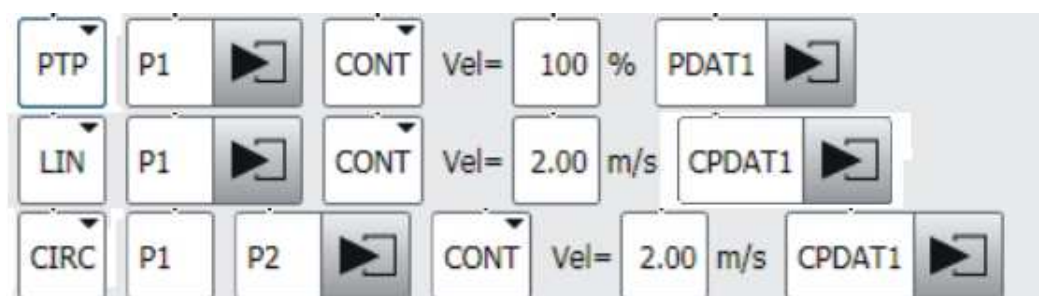 PTP P1 CONT Vel= 100 % PDAT1
LIN P1 CONT Vel= 2.00 m/s CPDAT1
CIRC P1 P2 CONT Vel= 2.00 m/s CPDAT1